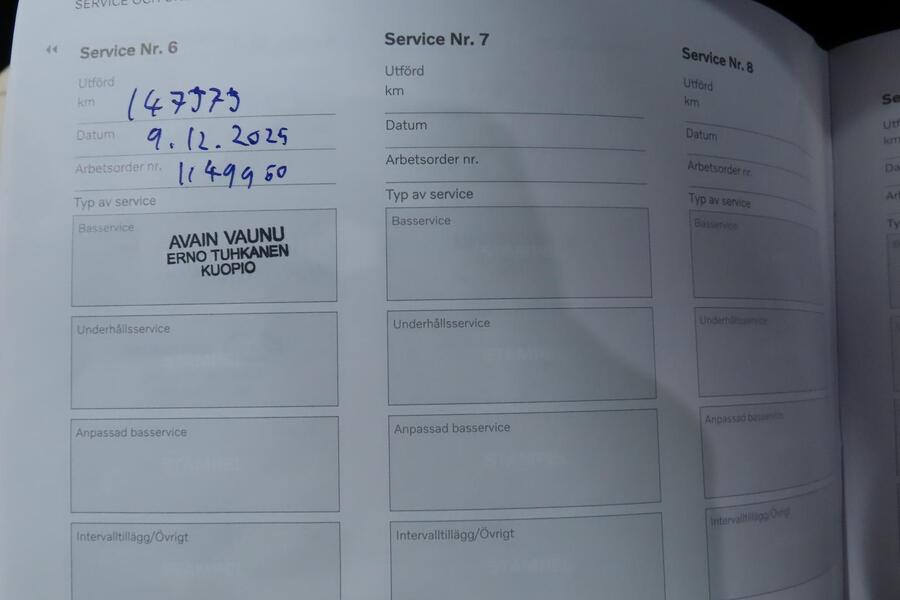 Service Nr. 6
Utförd
km 147979
Datum 9.12.2025
Arbetsorder nr. 1149950
Typ av service
Basservice
AVAIN VAUNU
ERNO TUHKANEN
KUOPIO
Underhållsservice
Anpassad basservice
Intervalltillägg/Övrigt
Service Nr. 7
Utförd
km
Datum
Arbetsorder nr.
Typ av service
Basservice
Underhållsservice
Anpassad basservice
Intervalltillägg/Övrigt
Service Nr. 8
Utförd
km
Datum
Arbetsorder nr.
Typ av service
Basservice
Underhållsservice
Anpassad basservice
Intervalltillägg/Övrigt